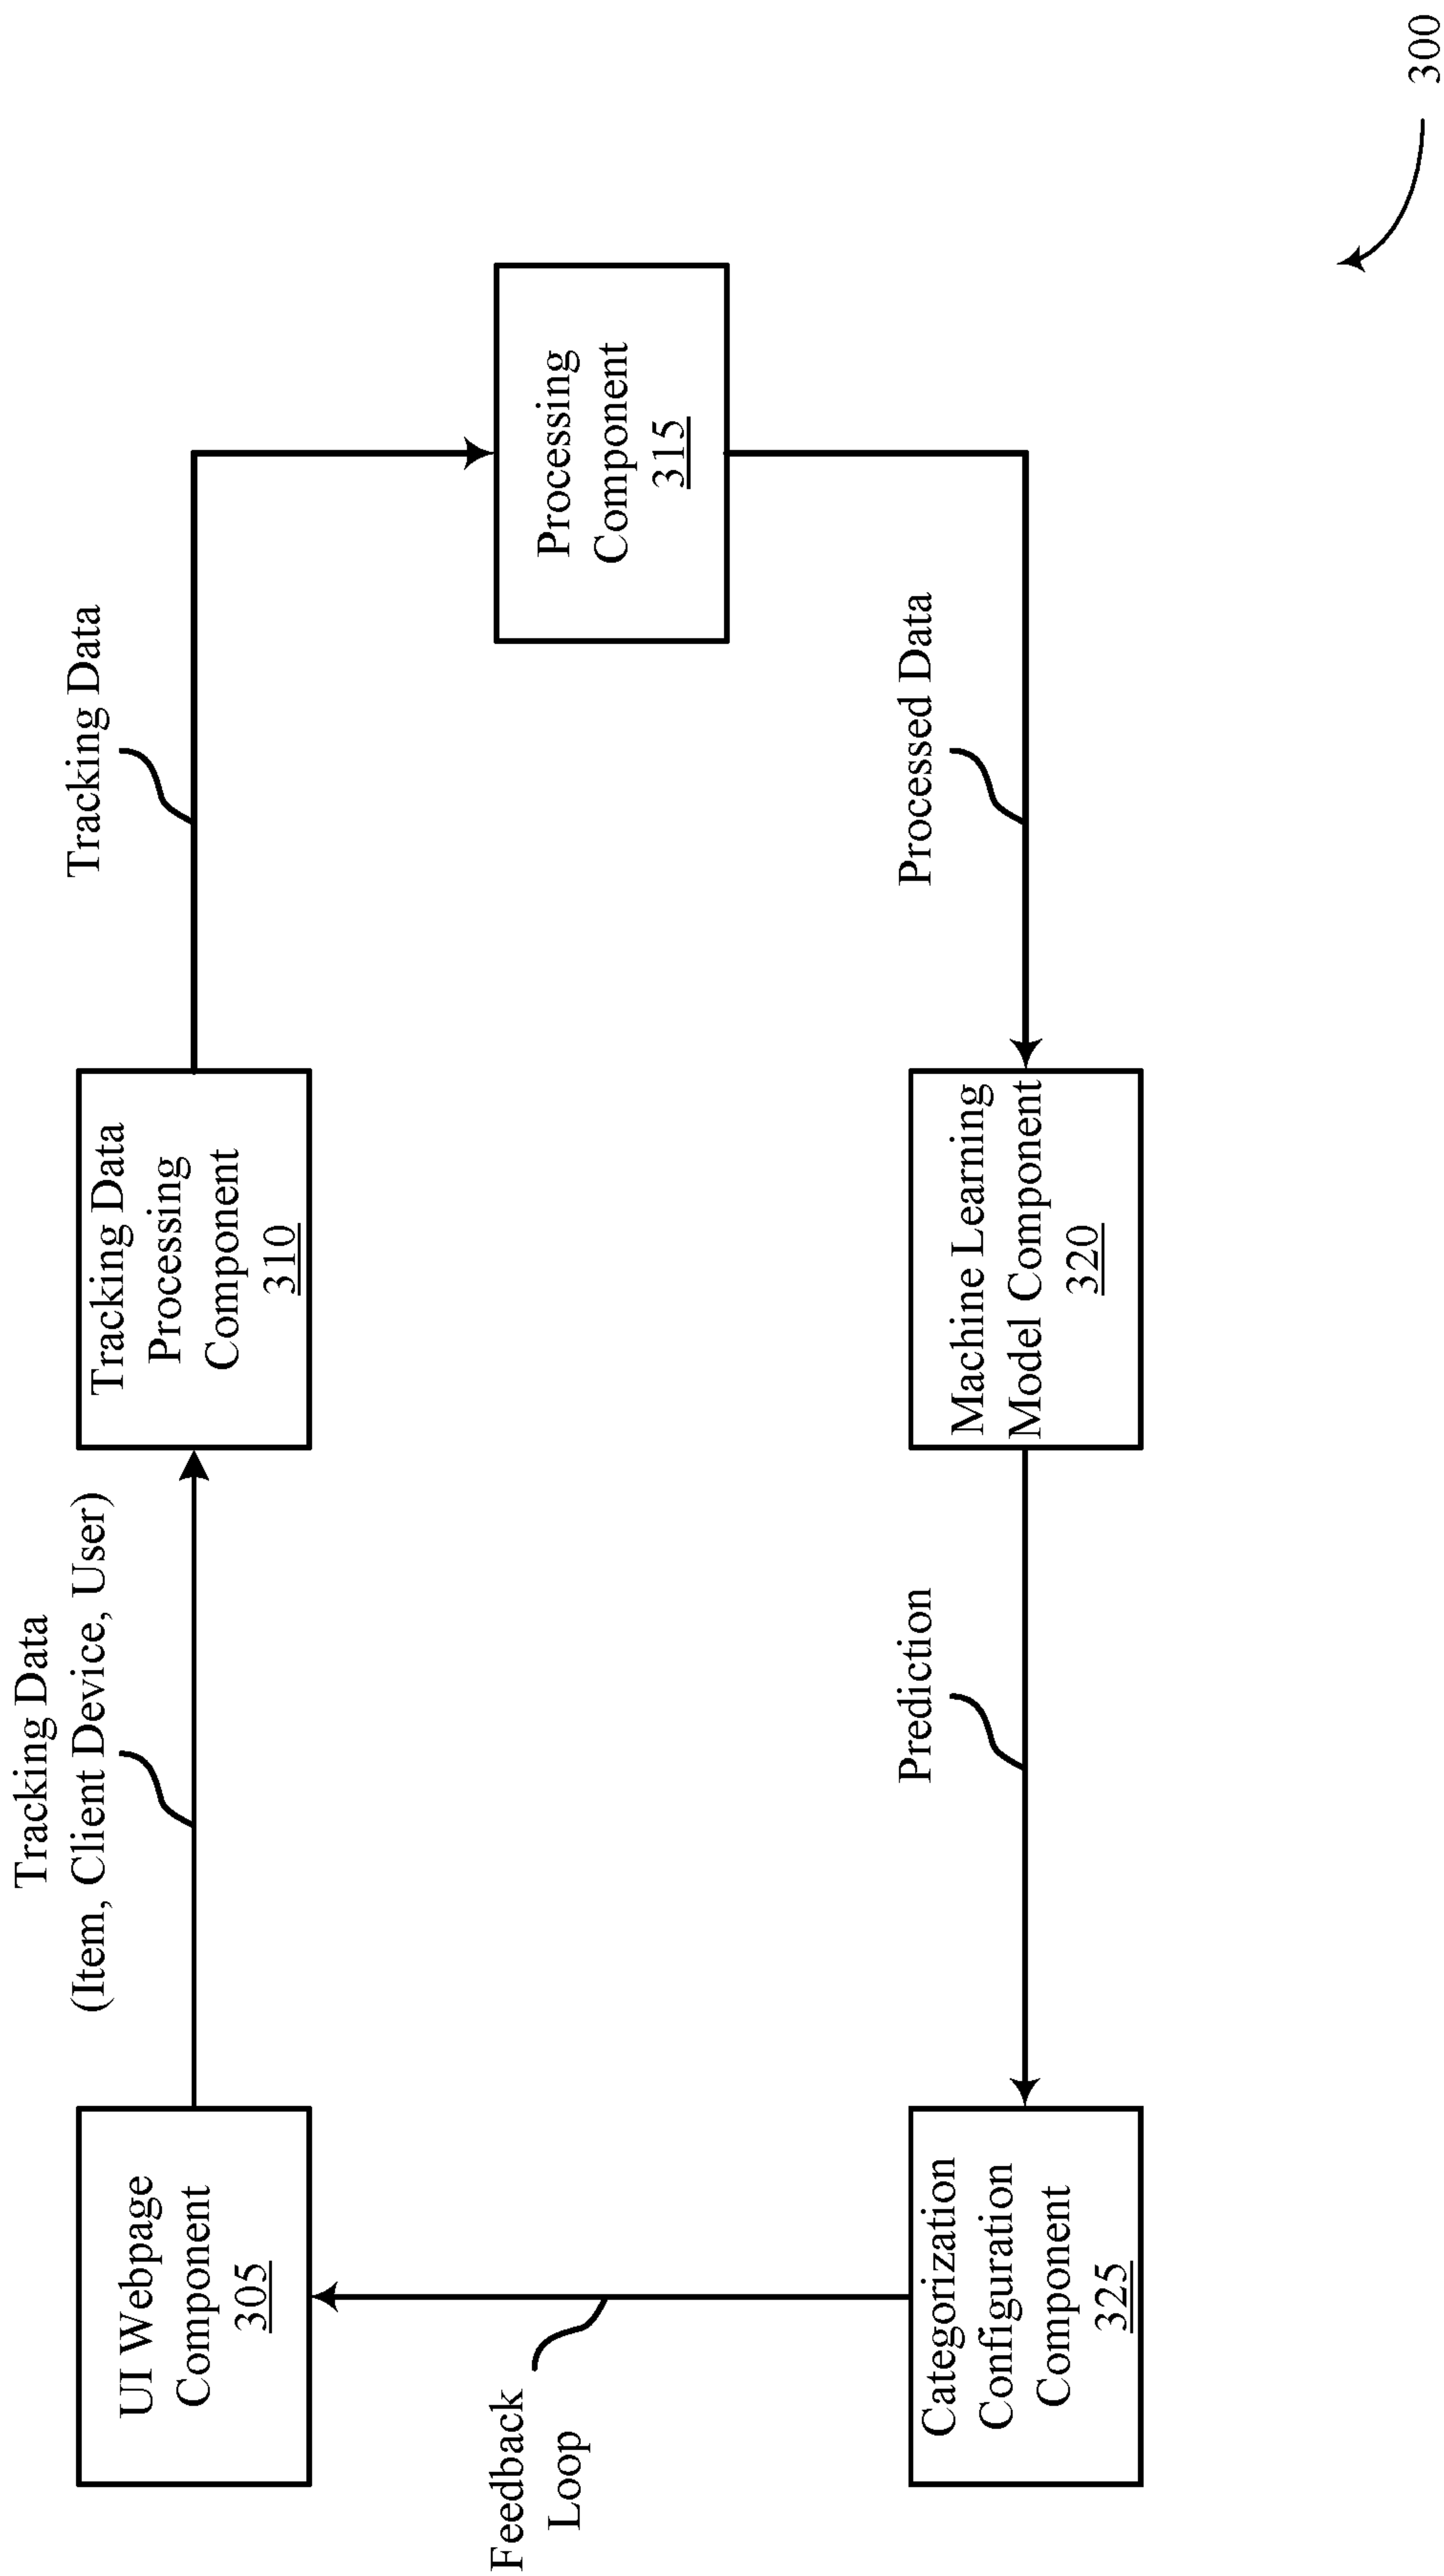 Tracking Data
(Item, Client Device, User)
Tracking Data
UI Webpage
Component
305
Tracking Data
Processing
Component
310
Feedback
Loop
Processing
Component
315
Prediction
Processed Data
Categorization
Configuration
Component
325
Machine Learning
Model Component
320
300